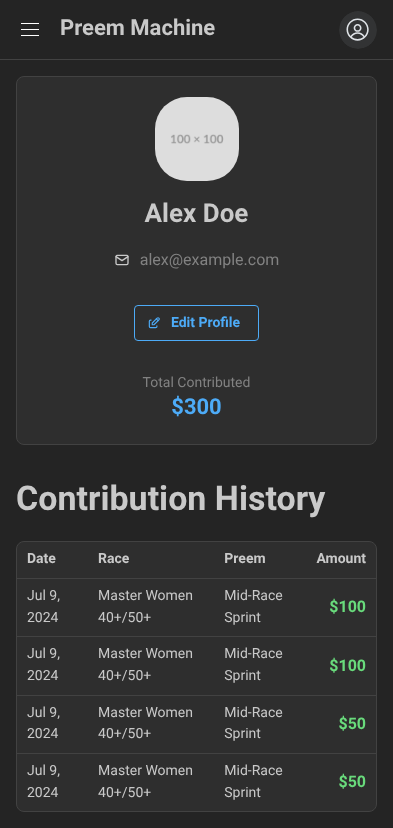 Preem Machine
100 × 100
Alex Doe
alex@example.com
Edit Profile
Total Contributed
$300
Contribution History
Date Race Preem Amount
Jul 9, Master Women Mid-Race $100
2024 40+/50+ Sprint
Jul 9, Master Women Mid-Race $100
2024 40+/50+ Sprint
Jul 9, Master Women Mid-Race $50
2024 40+/50+ Sprint
Jul 9, Master Women Mid-Race $50
2024 40+/50+ Sprint